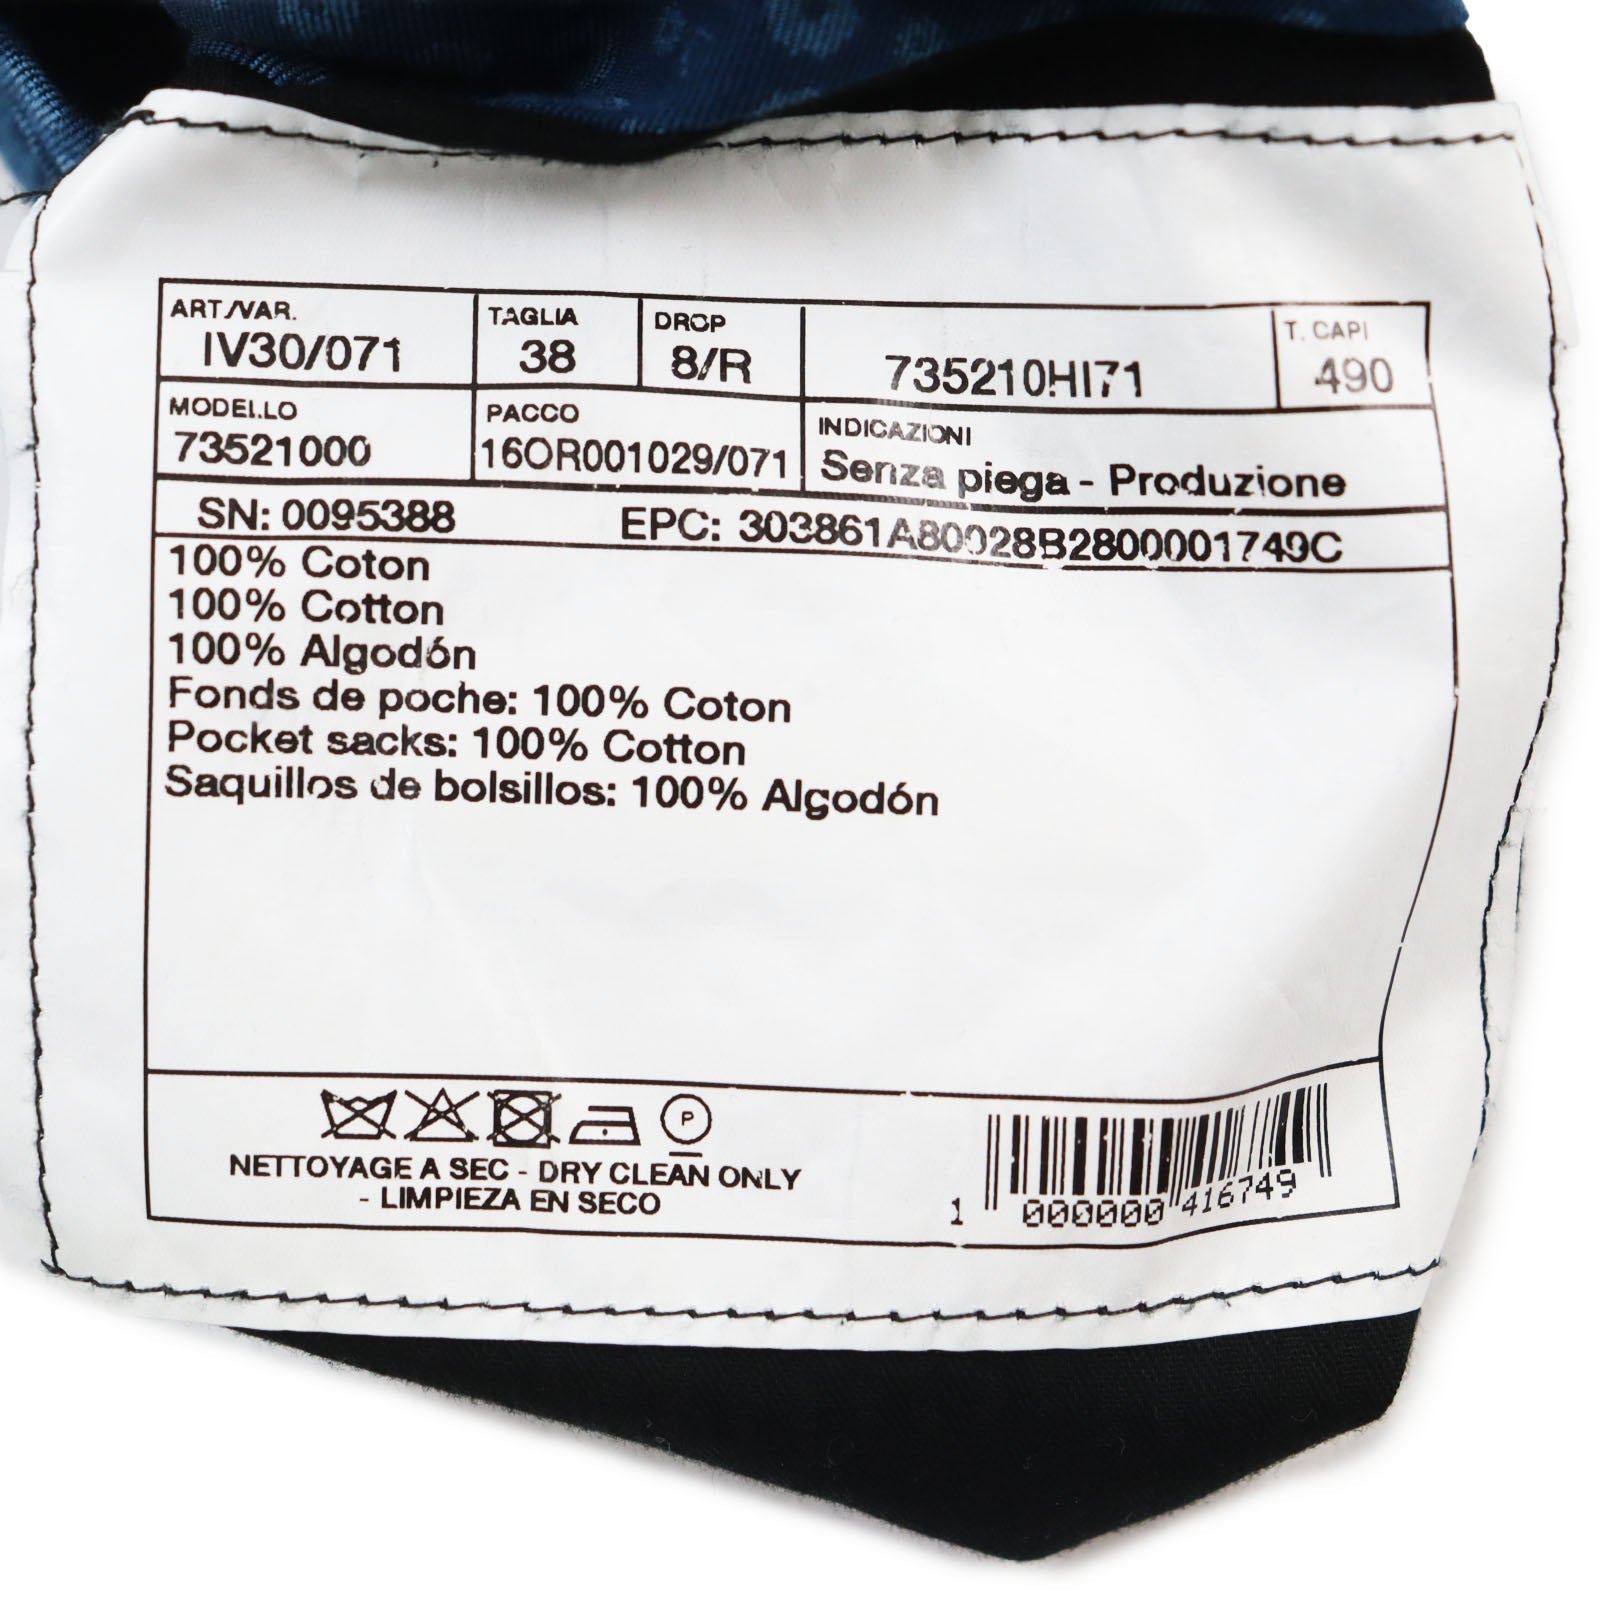 ART./VAR. TAGLIA DROP T. CAPI
IV30/071 38 8/R 735210HI71 490
MODELLO PACCO INDICAZIONI
73521000 16OR001029/071 Senza piega - Produzione
SN: 0095388 EPC: 303861A80028B2800001749C
100% Coton
100% Cotton
100% Algodón
Fonds de poche: 100% Coton
Pocket sacks: 100% Cotton
Saquillos de bolsillos: 100% Algodón
P
NETTOYAGE A SEC - DRY CLEAN ONLY
- LIMPIEZA EN SECO
1 000000 416749